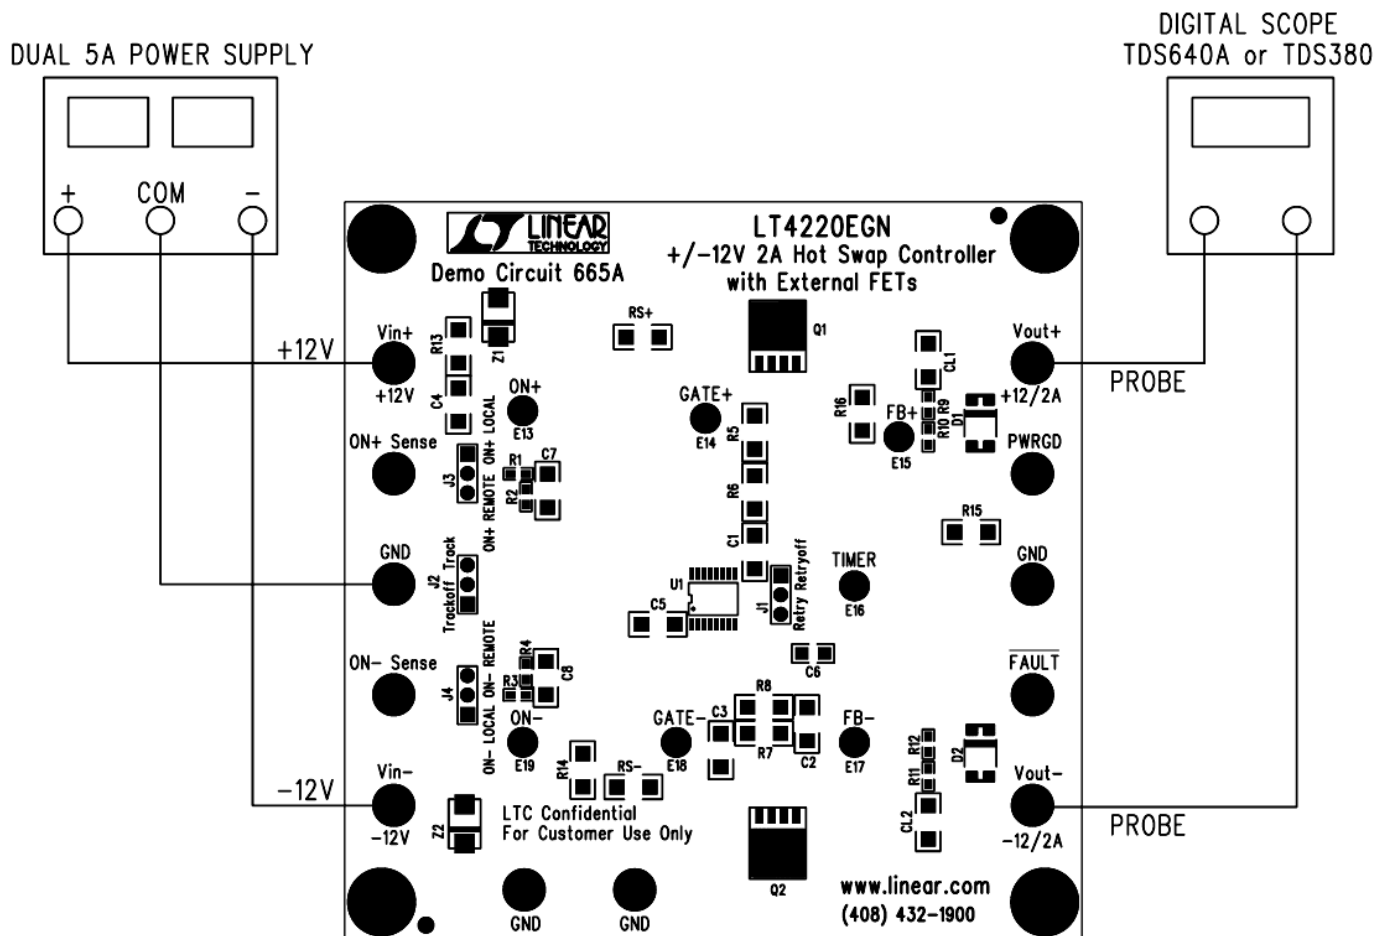 DIGITAL SCOPE
TDS640A or TDS380
DUAL 5A POWER SUPPLY
+ COM -
LINEAR
TECHNOLOGY
Demo Circuit 665A
LT4220EGN
+/-12V 2A Hot Swap Controller
with External FETs
+12V
Vin+
+12V
R13
C4
Z1
RS+
Q1
CL1
Vout+
+12/2A
PROBE
ON+
E13
GATE+
E14
R5
R16
FB+
E15
R9
R10
D1
ON+ Sense
J3
ON+ LOCAL
ON+ REMOTE
R1
R2
C7
R6
PWRGD
R15
GND
J2
Trackoff Track
C1
U1
C5
J1
Retry Retryoff
TIMER
E16
GND
ON- Sense
J4
ON- REMOTE
ON- LOCAL
R4
R3
C8
C6
FAULT
ON-
E19
GATE-
E18
C3
R8
R7
C2
FB-
E17
R12
R11
D2
-12V
Vin-
-12V
Z2
R14
RS-
CL2
Vout-
-12/2A
PROBE
LTC Confidential
For Customer Use Only
Q2
GND
GND
www.linear.com
(408) 432-1900